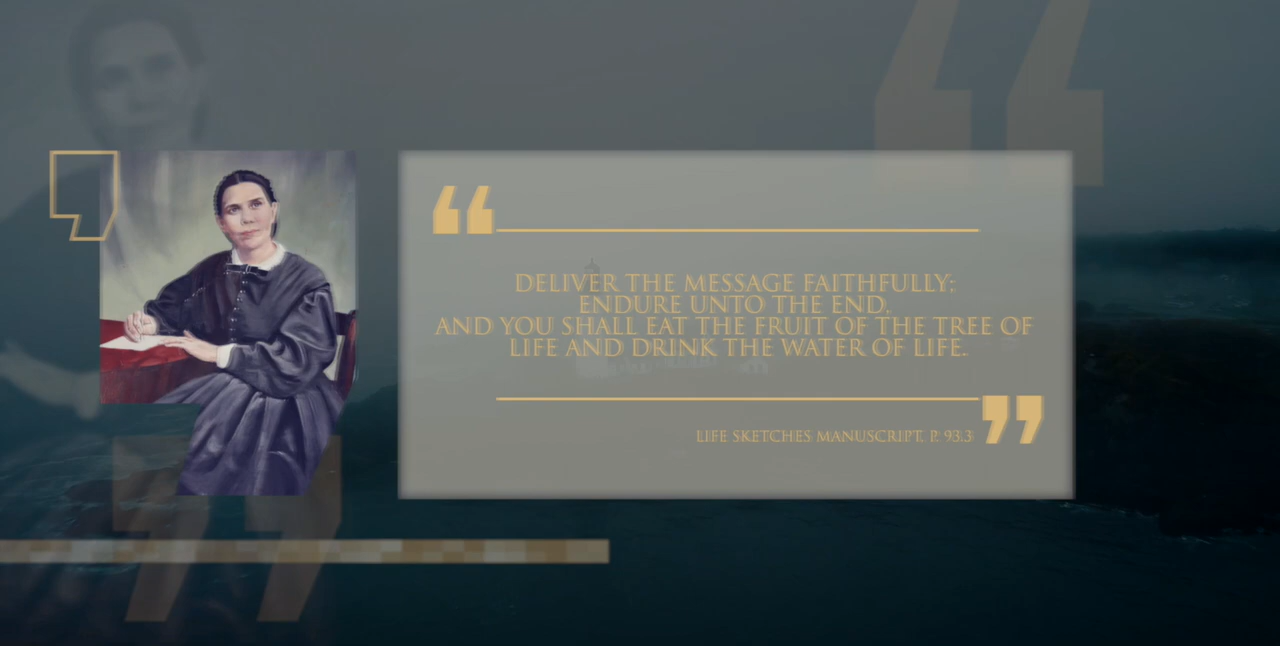 DELIVER THE MESSAGE FAITHFULLY;
ENDURE UNTO THE END,
AND YOU SHALL EAT THE FRUIT OF THE TREE OF
LIFE AND DRINK THE WATER OF LIFE.
LIFE SKETCHES MANUSCRIPT, P. 93.3